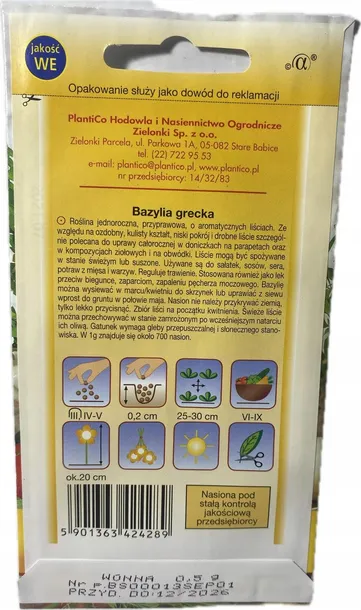 jakość
WE
© α ®
Opakowanie służy jako dowód do reklamacji
PlantiCo Hodowla i Nasiennictwo Ogrodnicze
Zielonki Sp. z o.o.
Zielonki Parcela, ul. Parkowa 1A, 05-082 Stare Babice
tel. (22) 722 95 53
e-mail: plantico@plantico.pl, www.plantico.pl
nr przedsiębiorcy: 14/32/83
Bazylia grecka
Roślina jednoroczna, przyprawowa, o aromatycznych liściach. Ze
względu na ozdobny, kulisty kształt, niski pokrój i drobne liście szczegól-
nie polecana do uprawy całorocznej w doniczkach na parapetach oraz
w kompozycjach ziołowych i na obwódki. Liście mogą być spożywane
w stanie świeżym lub suszone. Używane są do sałatek, sosów, sera,
potraw z mięsa i warzyw. Reguluje trawienie. Stosowana również jako lek
przeciw biegunce, zaparciom, zapaleniu pęcherza moczowego. Bazylię
można wysiewać w marcu/kwietniu do skrzynek lub uprawiać z siewu
wprost do gruntu w połowie maja. Nasion nie należy przykrywać ziemią,
tylko lekko przycisnąć. Zbiór liści na początku kwitnienia. Świeże liście
można przechowywać w stanie zamrożonym po wcześniejszym natarciu
ich oliwą. Gatunek wymaga gleby przepuszczalnej i słonecznego stano-
wiska. W 1g znajduje się około 700 nasion.
III IV-V 0,2 cm 25-30 cm VI-IX
ok.20 cm
5 901363 424289
Nasiona pod
stałą kontrolą
jakościową
przedsiębiorcy
WONNA 0,5 g
Nr P.BS00013SEP01
PRZYD. DO/12/2026